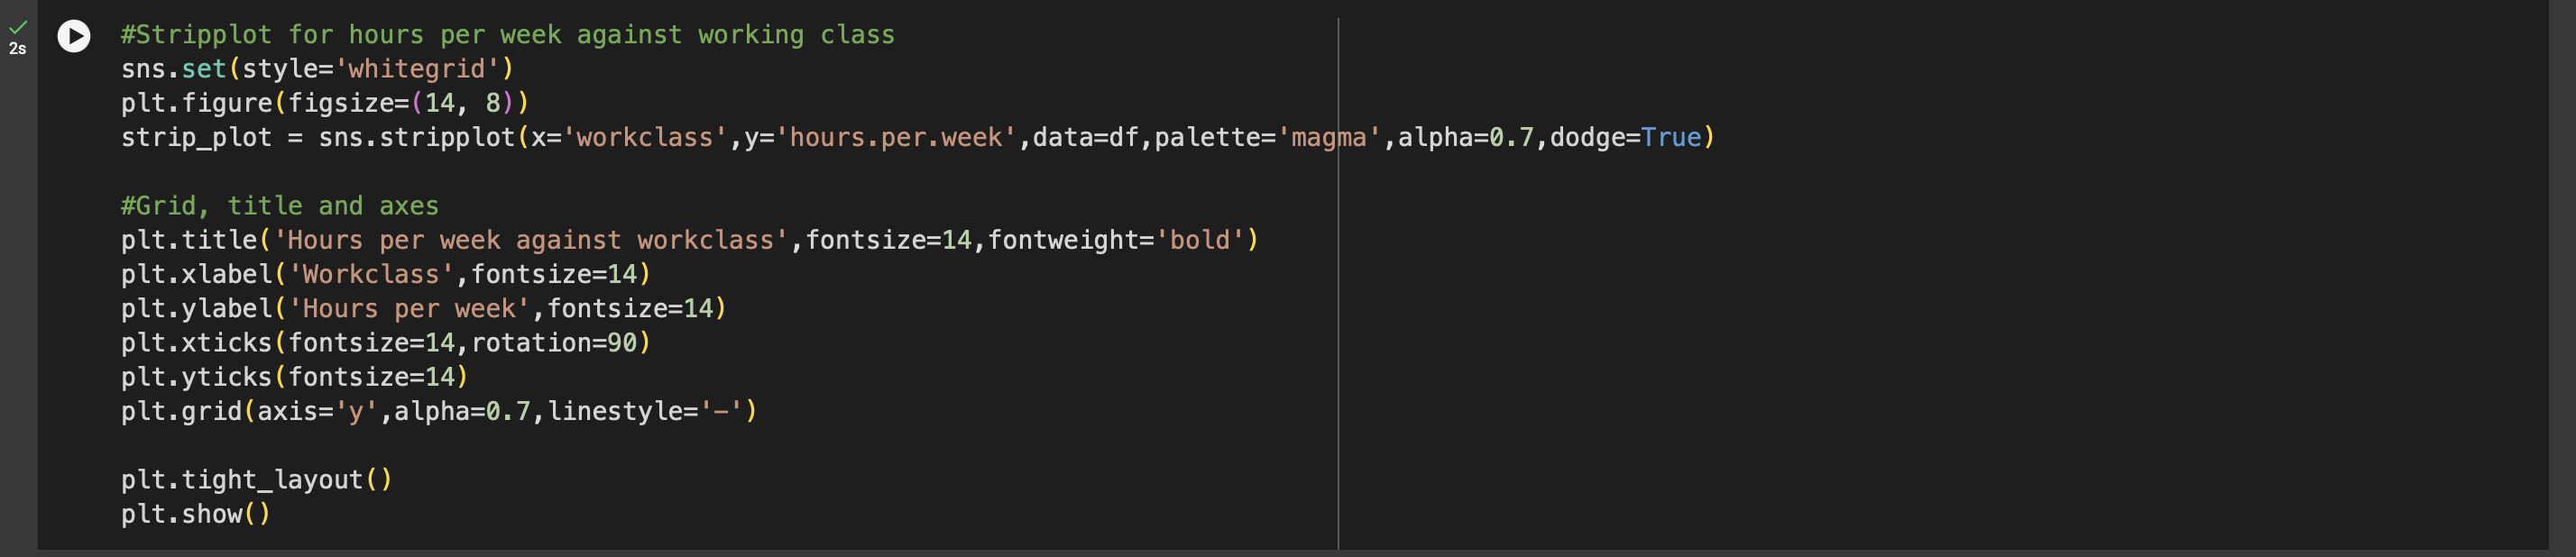 #Stripplot for hours per week against working class
2s
sns.set(style='whitegrid')
plt.figure(figsize=(14, 8))
strip_plot = sns.stripplot(x='workclass',y='hours.per.week',data=df,palette='magma',alpha=0.7,dodge=True)
#Grid, title and axes
plt.title('Hours per week against workclass',fontsize=14,fontweight='bold')
plt.xlabel('Workclass',fontsize=14)
plt.ylabel('Hours per week',fontsize=14)
plt.xticks(fontsize=14,rotation=90)
plt.yticks(fontsize=14)
plt.grid(axis='y',alpha=0.7,linestyle='-')
plt.tight_layout()
plt.show()